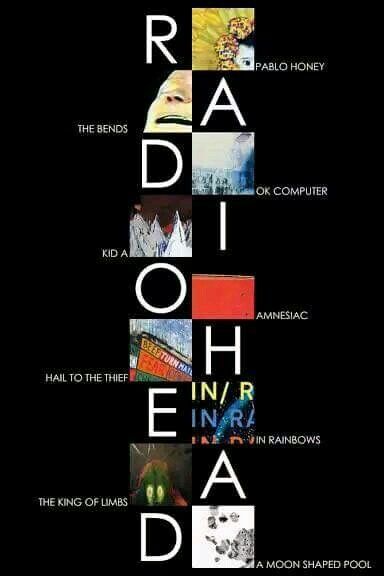 R
PABLO HONEY
A
THE BENDS
D
OK COMPUTER
I
KID A
O
AMNESIAC
H
HAIL TO THE THIEF
E
IN/ R
IN RA
IN RAINBOWS
A
THE KING OF LIMBS
D
A MOON SHAPED POOL